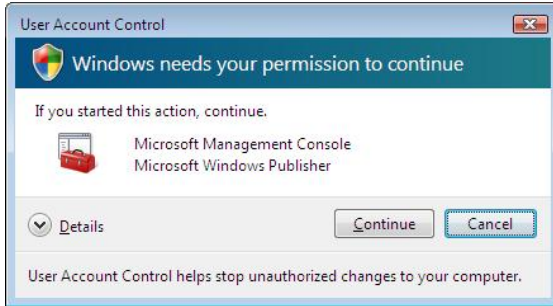 User Account Control
Windows needs your permission to continue
If you started this action, continue.
Microsoft Management Console
Microsoft Windows Publisher
Details
Continue
Cancel
User Account Control helps stop unauthorized changes to your computer.